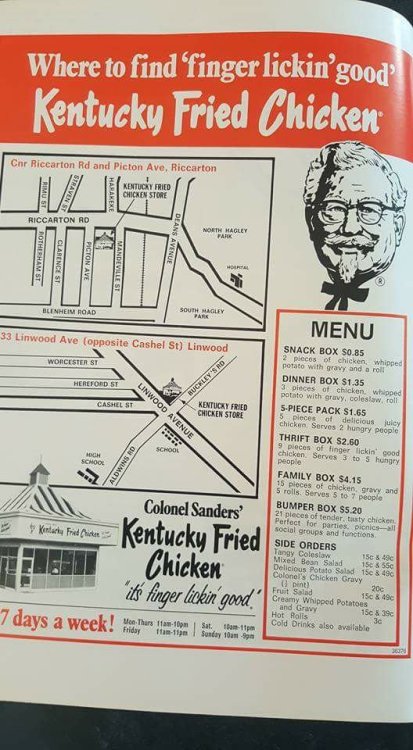 Where to find 'finger lickin' good'
Kentucky Fried Chicken
Cnr Riccarton Rd and Picton Ave, Riccarton
RIMU ST
STRAVEN ST
HARAKEKE
KENTUCKY FRIED
CHICKEN STORE
RICCARTON RD
ROTHERHAM ST
CLARENCE ST
PICTON AVE
MANDEVILLE ST
DEANS AVENUE
NORTH HAGLEY
PARK
HOSPITAL
BLENHEIM ROAD
SOUTH HAGLEY
PARK
®
33 Linwood Ave (opposite Cashel St) Linwood
WORCESTER ST
HEREFORD ST
CASHEL ST
LINWOOD AVENUE
BUCKLEY'S RD
KENTUCKY FRIED
CHICKEN STORE
HIGH
SCHOOL
ALDWINS RD
SCHOOL
Colonel Sanders'
Kentucky Fried
Chicken
"it's finger lickin' good."
Kentucky Fried Chicken
7 days a week!
Mon-Thurs 11am-10pm
Friday 11am-11pm
Sat. 10am-11pm
Sunday 10am -9pm
MENU
SNACK BOX $0.85
2 pieces of chicken, whipped
potato with gravy and a roll
DINNER BOX $1.35
3 pieces of chicken, whipped
potato with gravy, coleslaw, roll
5-PIECE PACK $1.65
5 pieces of delicious juicy
chicken. Serves 2 hungry people
THRIFT BOX $2.60
9 pieces of finger lickin' good
chicken. Serves 3 to 5 hungry
people
FAMILY BOX $4.15
15 pieces of chicken, gravy and
5 rolls. Serves 5 to 7 people
BUMPER BOX $5.20
21 pieces of tender, tasty chicken.
Perfect for parties, picnics—all
social groups and functions.
SIDE ORDERS
Tangy Coleslaw 15c & 49c
Mixed Bean Salad 15c & 55c
Delicious Potato Salad 15c & 49c
Colonel's Chicken Gravy
(½ pint) 20c
Fruit Salad 15c & 49c
Creamy Whipped Potatoes
and Gravy 15c & 39c
Hot Rolls 3c
Cold Drinks also available